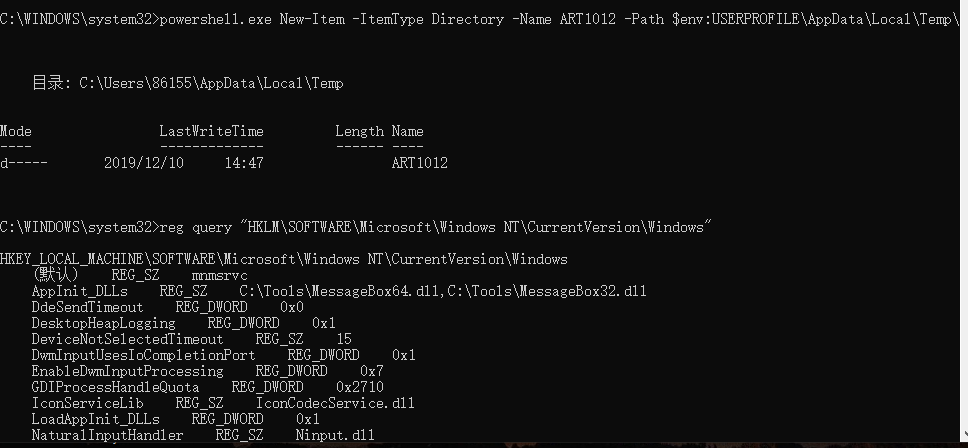 C:\WINDOWS\system32>powershell.exe New-Item -ItemType Directory -Name ART1012 -Path $env:USERPROFILE\AppData\Local\Temp\
目录: C:\Users\86155\AppData\Local\Temp
Mode LastWriteTime Length Name
---- ------------- ------ ----
d----- 2019/12/10 14:47 ART1012
C:\WINDOWS\system32>reg query "HKLM\SOFTWARE\Microsoft\Windows NT\CurrentVersion\Windows"
HKEY_LOCAL_MACHINE\SOFTWARE\Microsoft\Windows NT\CurrentVersion\Windows
(默认) REG_SZ mnmsrvc
AppInit_DLLs REG_SZ C:\Tools\MessageBox64.dll,C:\Tools\MessageBox32.dll
DdeSendTimeout REG_DWORD 0x0
DesktopHeapLogging REG_DWORD 0x1
DeviceNotSelectedTimeout REG_SZ 15
DwmInputUsesIoCompletionPort REG_DWORD 0x1
EnableDwmInputProcessing REG_DWORD 0x7
GDIProcessHandleQuota REG_DWORD 0x2710
IconServiceLib REG_SZ IconCodecService.dll
LoadAppInit_DLLs REG_DWORD 0x1
NaturalInputHandler REG_SZ Ninput.dll